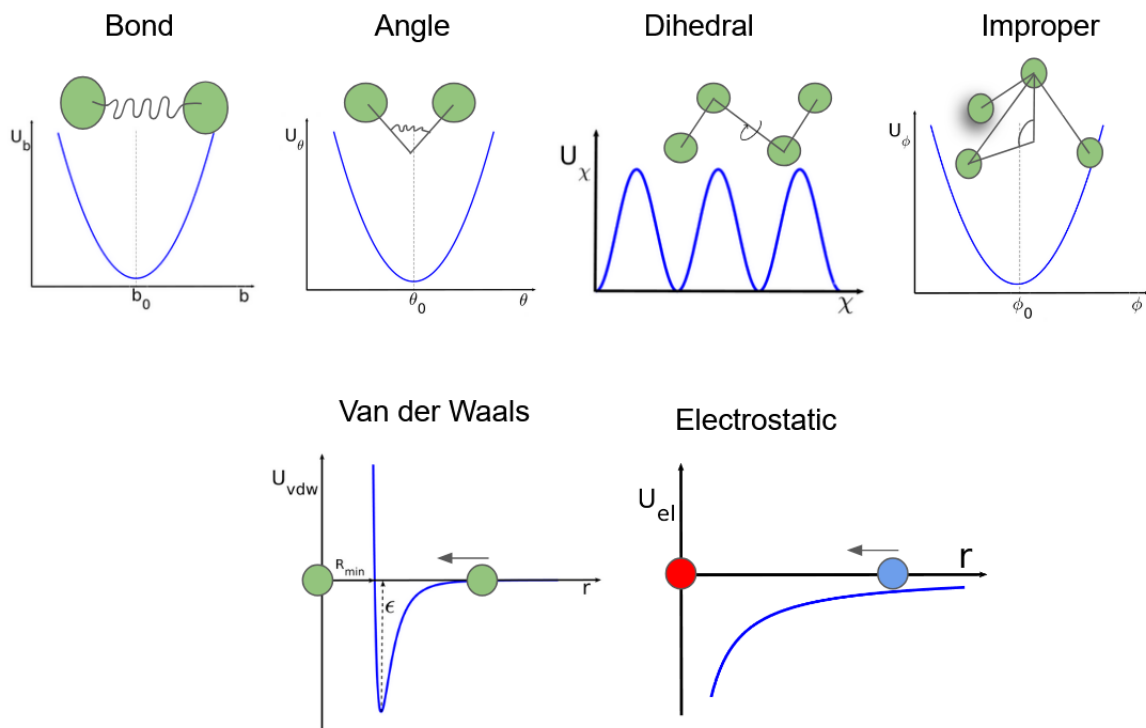 Bond
Angle
Dihedral
Improper
U_b
b_0
b
U_θ
θ_0
θ
U_χ
χ
U_ϕ
ϕ_0
ϕ
Van der Waals
Electrostatic
U_vdw
R_min
ϵ
r
U_el
r